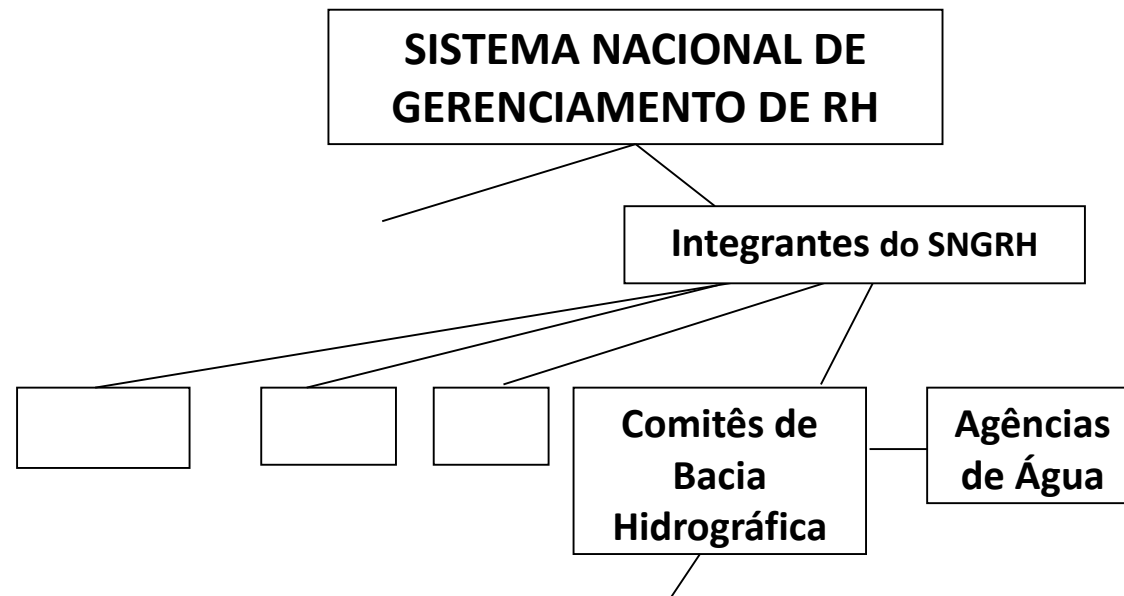 SISTEMA NACIONAL DE
GERENCIAMENTO DE RH
Integrantes do SNGRH
Comitês de
Bacia
Hidrográfica
Agências
de Água